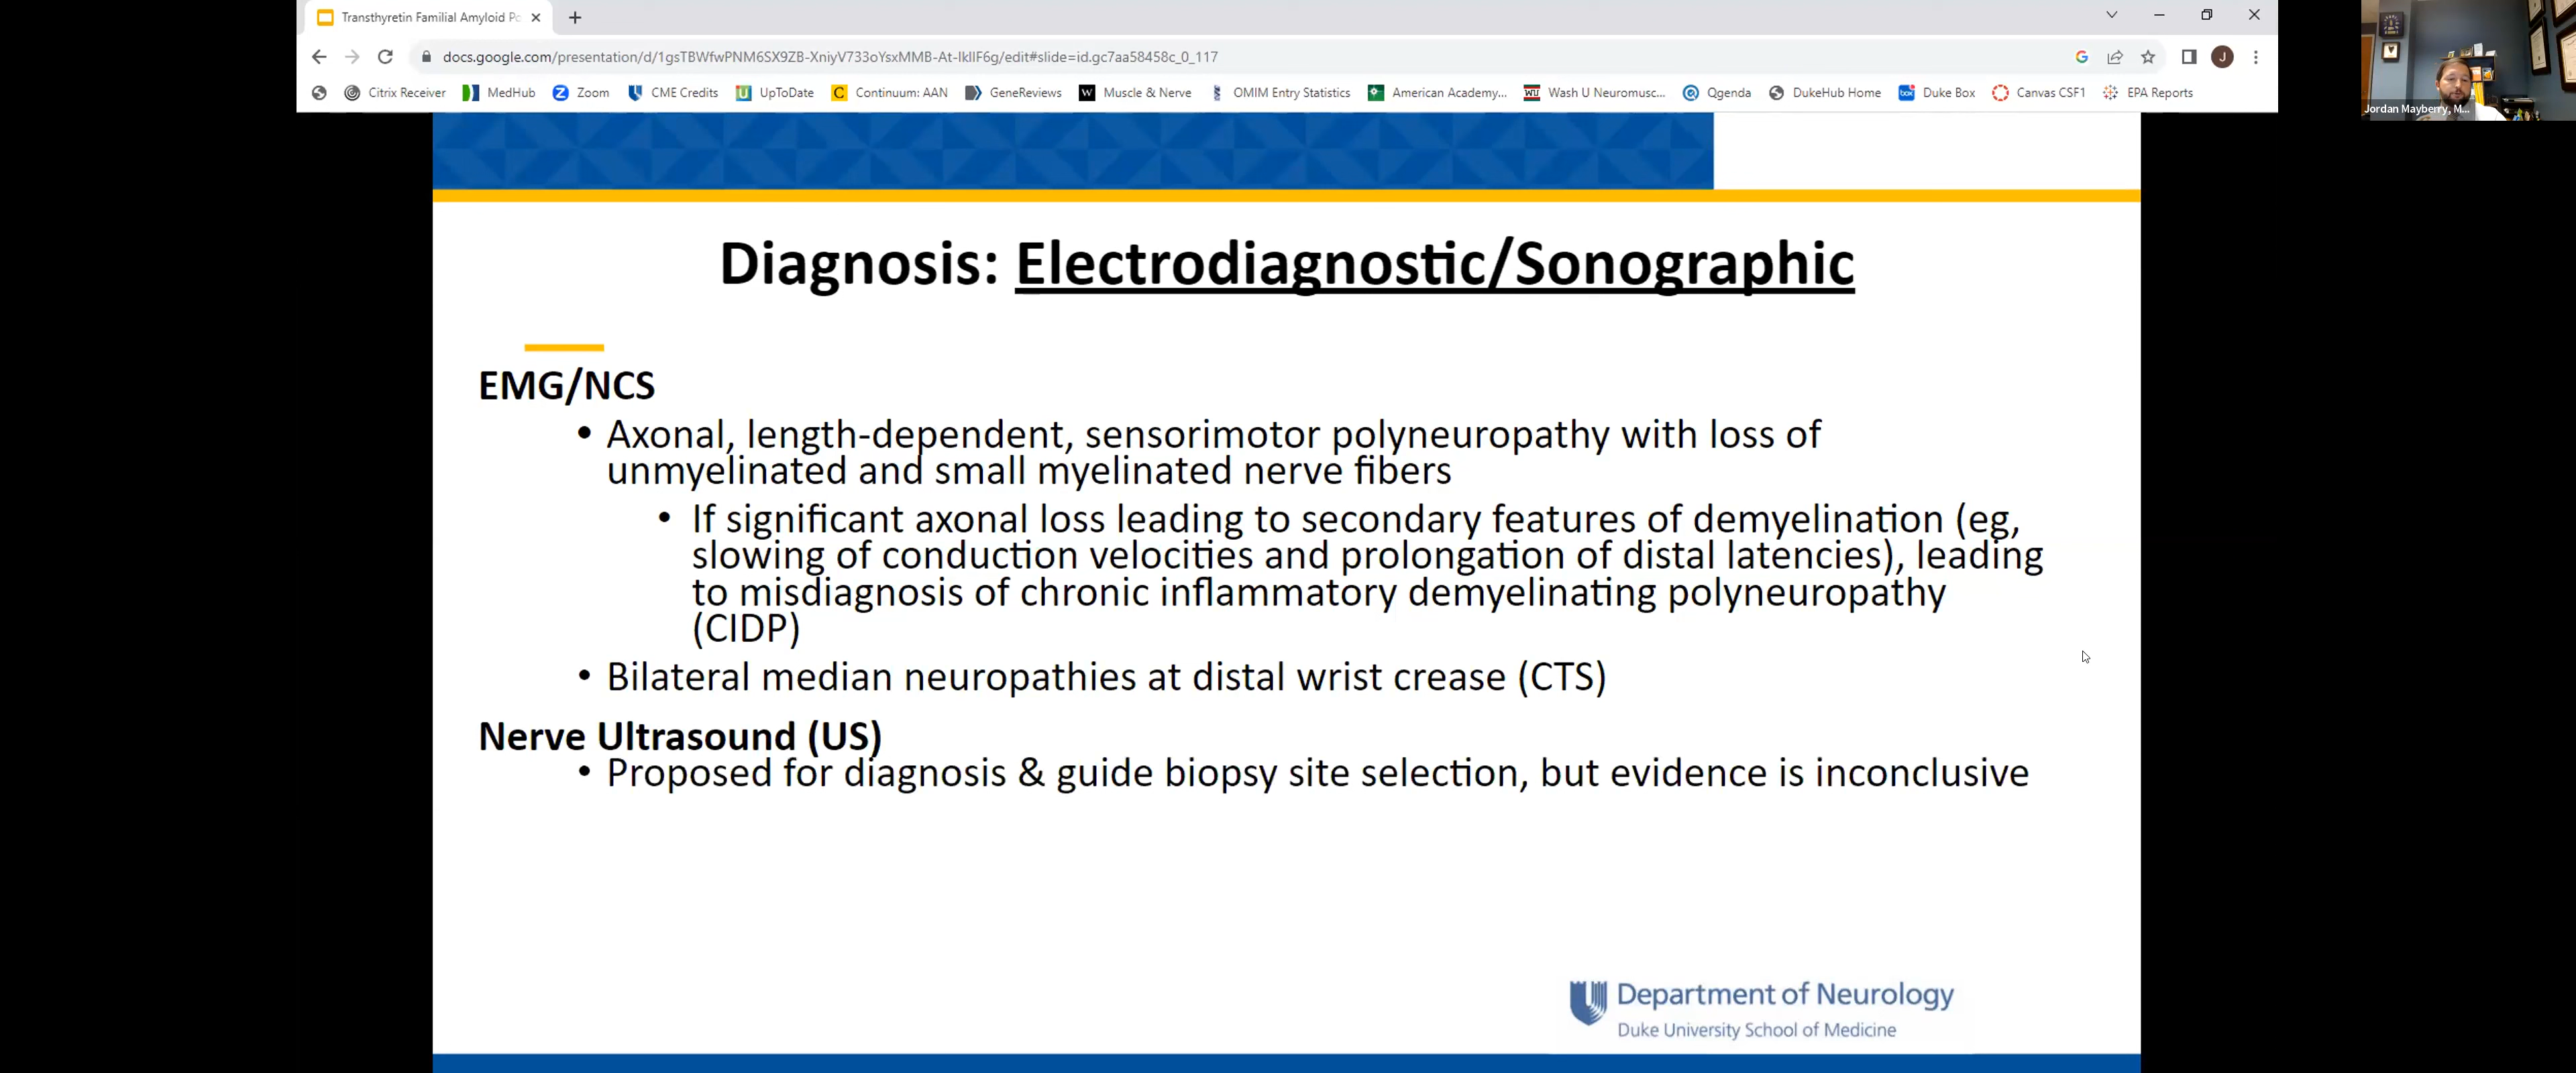 Transthyretin Familial Amyloid Po
docs.google.com/presentation/d/1gsTBWfwPNM6SX9ZB-XniyV733oYsxMMB-At-IkIIF6g/edit#slide=id.gc7aa58458c_0_117
J
Citrix Receiver MedHub Zoom CME Credits UpToDate Continuum: AAN GeneReviews Muscle & Nerve OMIM Entry Statistics American Academy... Wash U Neuromusc... Qgenda DukeHub Home Duke Box Canvas CSF1 EPA Reports
Jordan Mayberry, M...
Diagnosis: Electrodiagnostic/Sonographic
EMG/NCS
• Axonal, length-dependent, sensorimotor polyneuropathy with loss of
unmyelinated and small myelinated nerve fibers
• If significant axonal loss leading to secondary features of demyelination (eg,
slowing of conduction velocities and prolongation of distal latencies), leading
to misdiagnosis of chronic inflammatory demyelinating polyneuropathy
(CIDP)
• Bilateral median neuropathies at distal wrist crease (CTS)
Nerve Ultrasound (US)
• Proposed for diagnosis & guide biopsy site selection, but evidence is inconclusive
Department of Neurology
Duke University School of Medicine